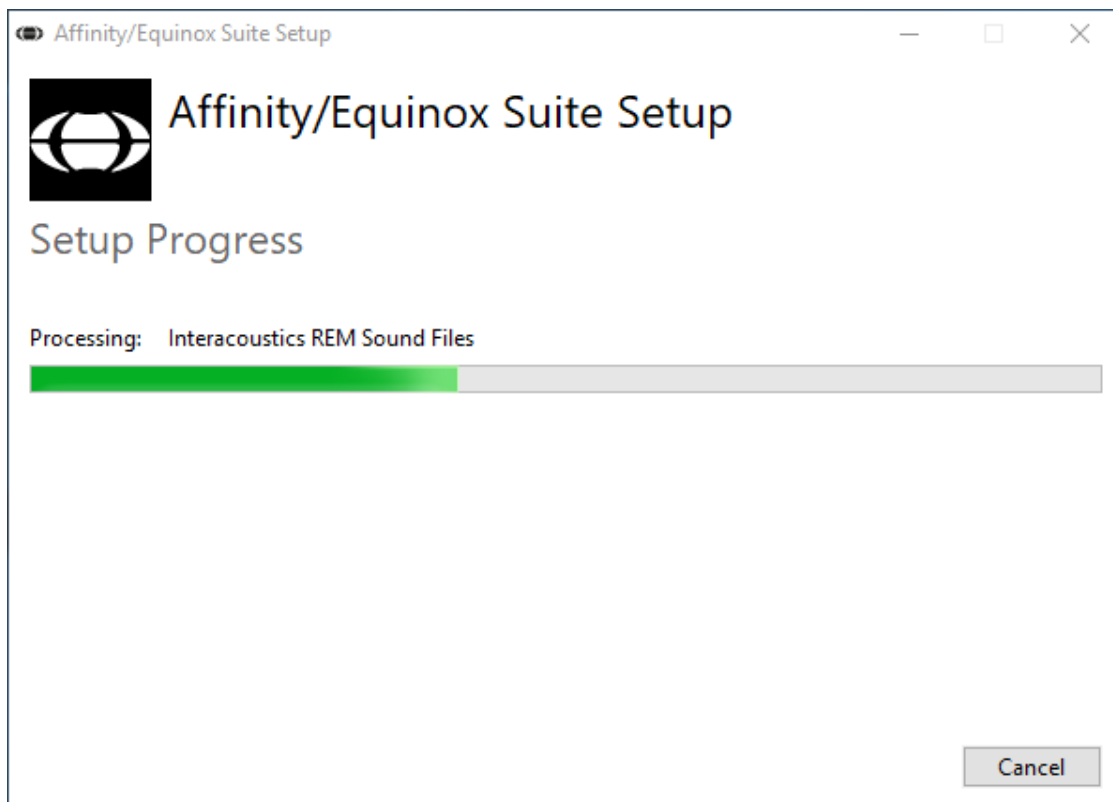 Affinity/Equinox Suite Setup
Affinity/Equinox Suite Setup
Setup Progress
Processing: Interacoustics REM Sound Files
Cancel